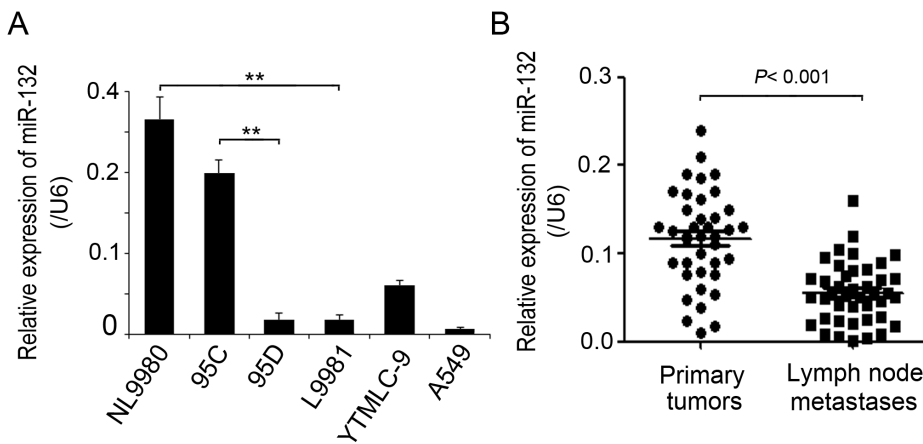 A
Relative expression of miR-132
(/U6)
0.4
0.2
0.1
0
**
**
NL9980
95C
95D
L9981
YTMLC-9
A549
B
Relative expression of miR-132
(/U6)
0.3
0.2
0.1
0.0
P< 0.001
Primary
tumors
Lymph node
metastases